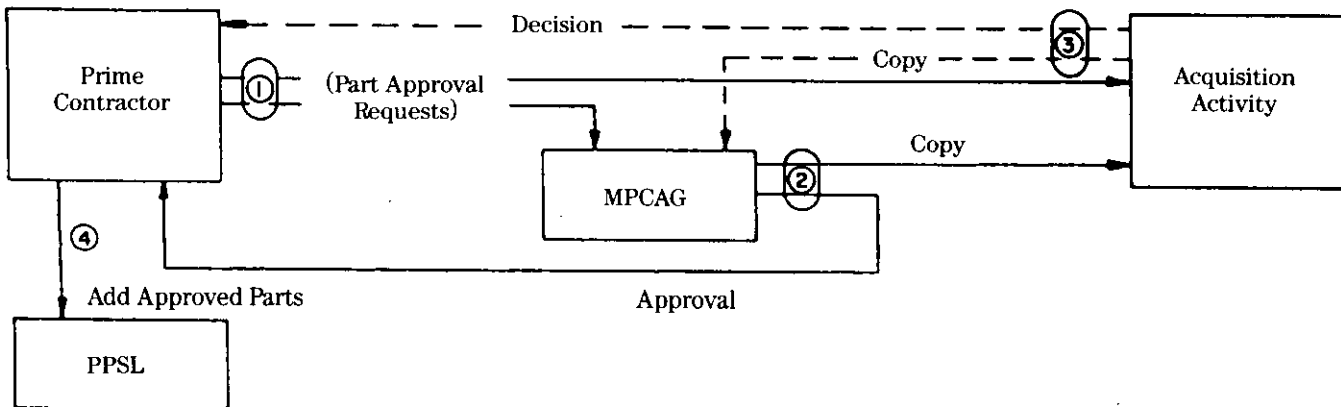 Decision
③
Copy
Prime
Contractor
①
(Part Approval
Requests)
Acquisition
Activity
Copy
MPCAG
②
④
Add Approved Parts
Approval
PPSL